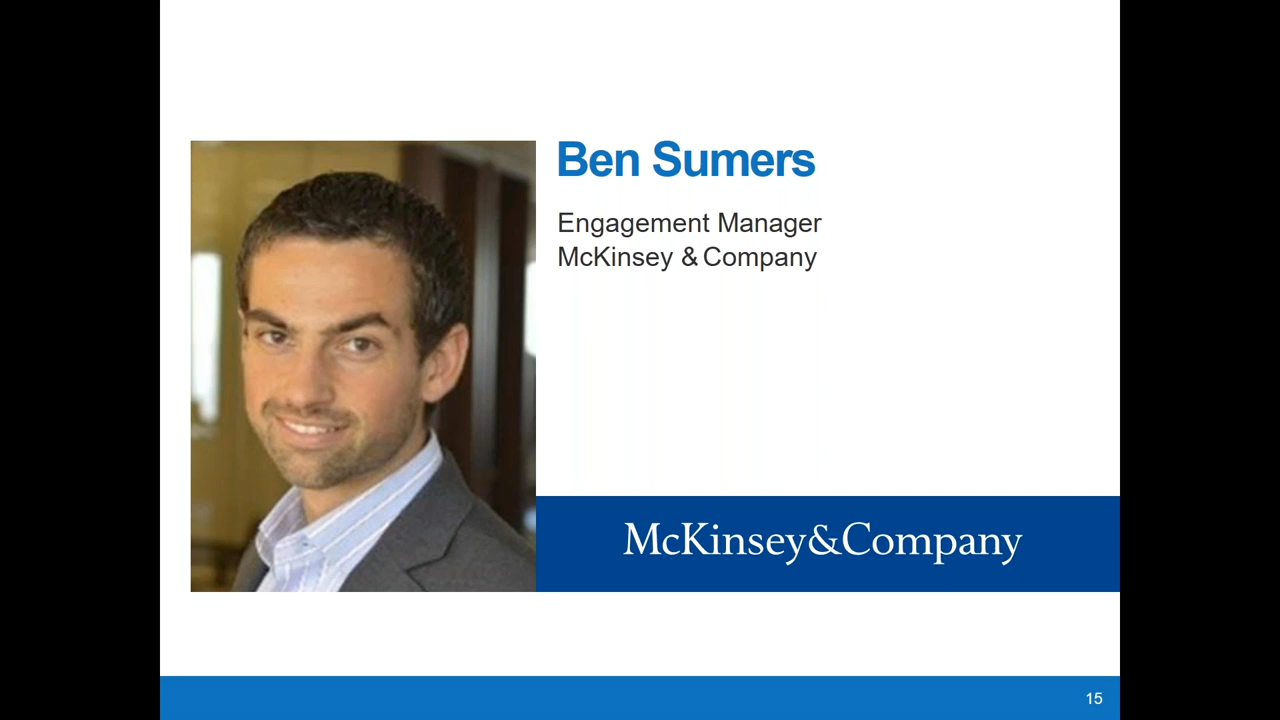 Ben Sumers
Engagement Manager
McKinsey & Company
McKinsey&Company
15